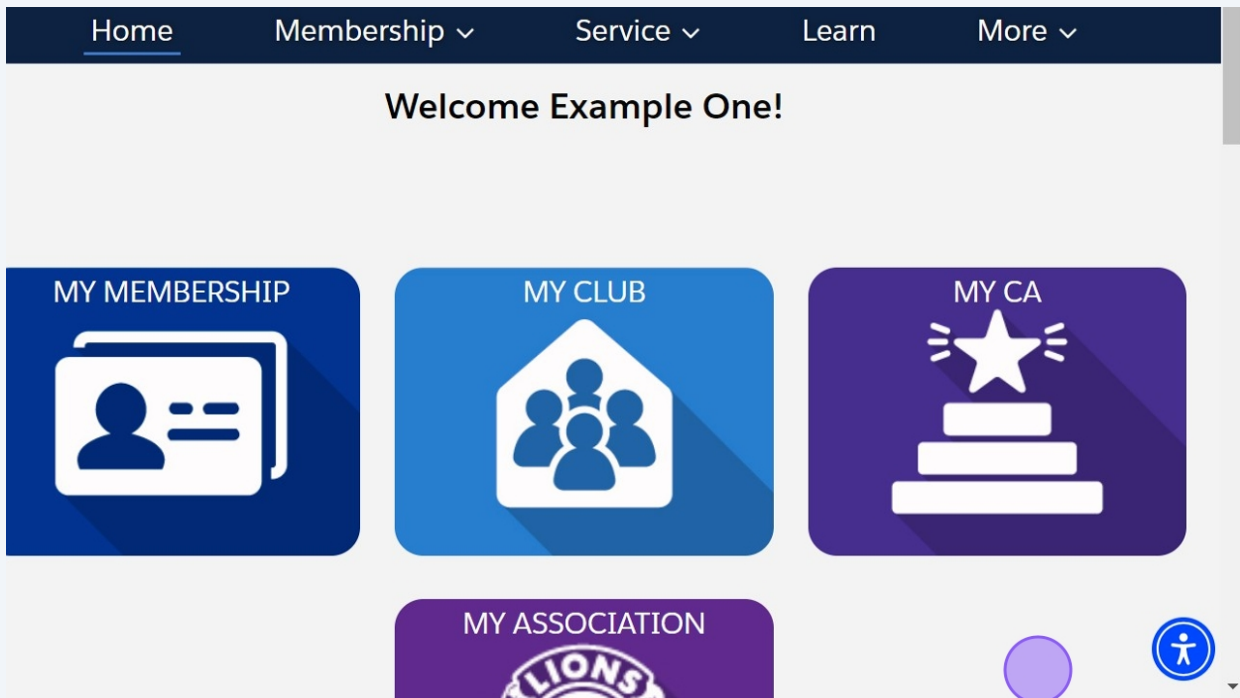 Home Membership Service Learn More
Welcome Example One!
MY MEMBERSHIP MY CLUB MY CA
MY ASSOCIATION
LIONS